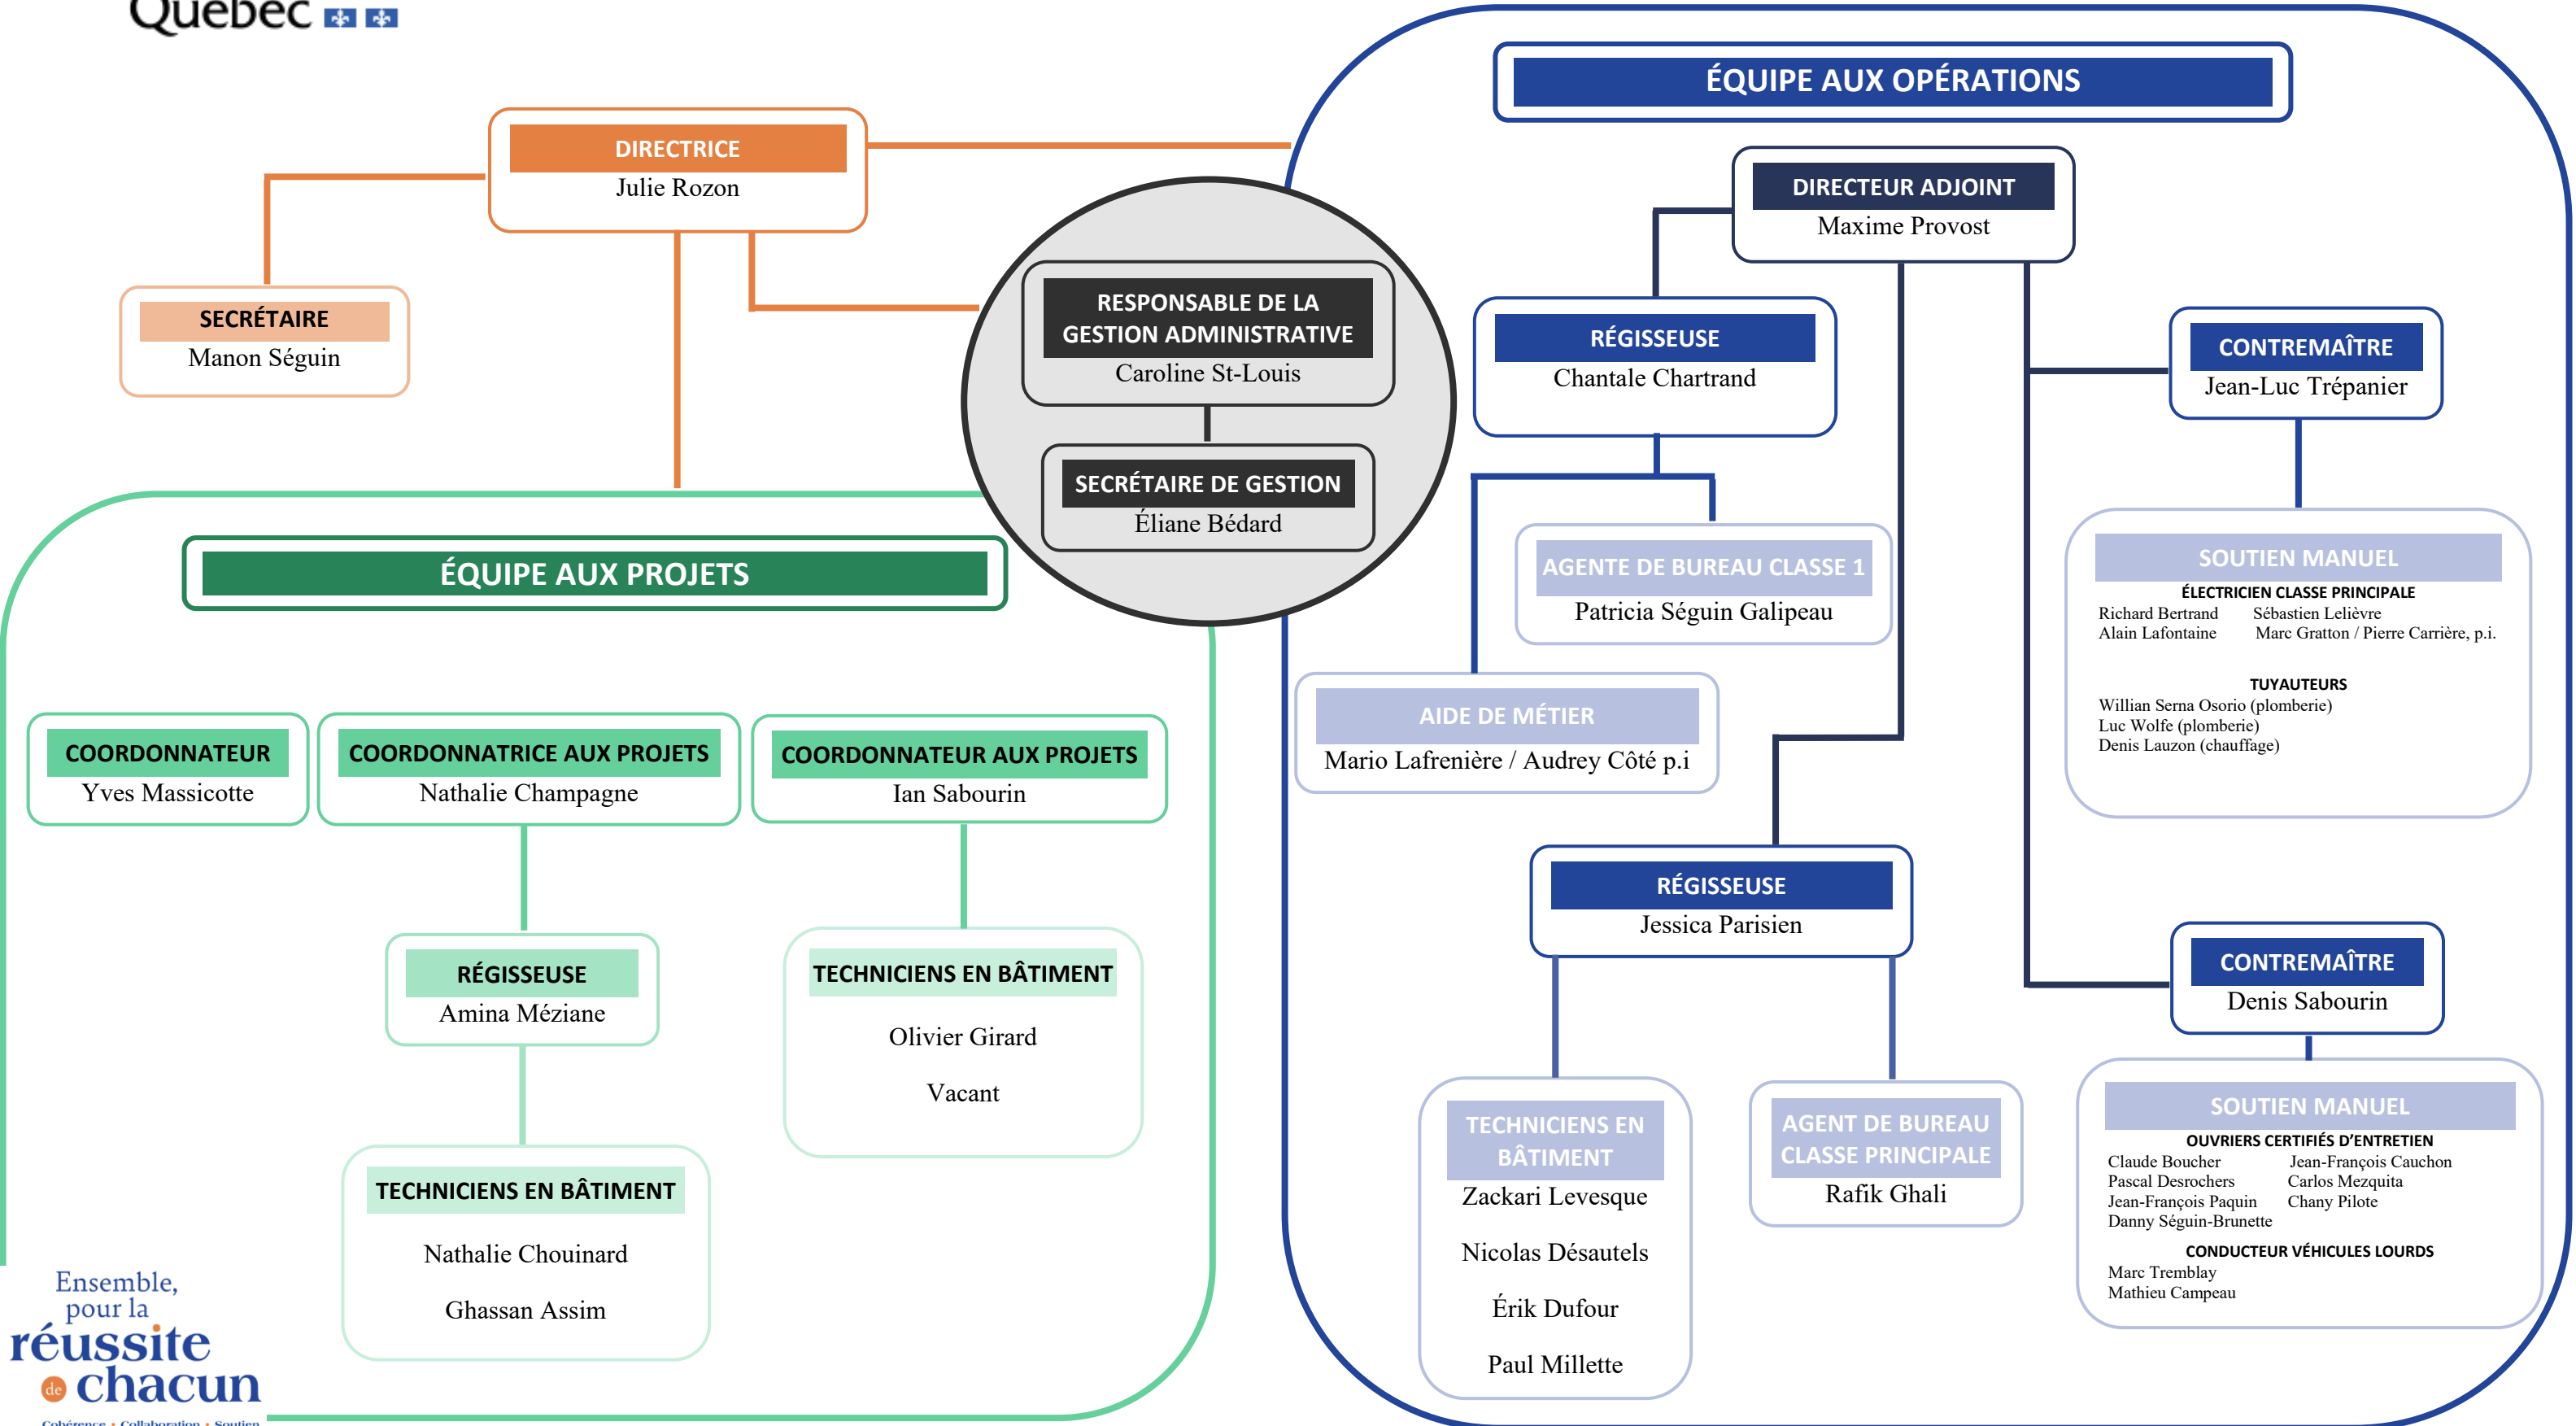 Québec
ÉQUIPE AUX OPÉRATIONS
DIRECTRICE
Julie Rozon
DIRECTEUR ADJOINT
Maxime Provost
SECRÉTAIRE
Manon Séguin
RESPONSABLE DE LA
GESTION ADMINISTRATIVE
Caroline St-Louis
SECRÉTAIRE DE GESTION
Éliane Bédard
RÉGISSEUSE
Chantale Chartrand
CONTREMAÎTRE
Jean-Luc Trépanier
AGENTE DE BUREAU CLASSE 1
Patricia Séguin Galipeau
AIDE DE MÉTIER
Mario Lafrenière / Audrey Côté p.i
SOUTIEN MANUEL
ÉLECTRICIEN CLASSE PRINCIPALE
Richard Bertrand Sébastien Lelièvre
Alain Lafontaine Marc Gratton / Pierre Carrière, p.i.
TUYAUTEURS
Willian Serna Osorio (plomberie)
Luc Wolfe (plomberie)
Denis Lauzon (chauffage)
ÉQUIPE AUX PROJETS
COORDONNATEUR
Yves Massicotte
COORDONNATRICE AUX PROJETS
Nathalie Champagne
COORDONNATEUR AUX PROJETS
Ian Sabourin
RÉGISSEUSE
Amina Méziane
TECHNICIENS EN BÂTIMENT
Olivier Girard
Vacant
TECHNICIENS EN BÂTIMENT
Nathalie Chouinard
Ghassan Assim
RÉGISSEUSE
Jessica Parisien
CONTREMAÎTRE
Denis Sabourin
TECHNICIENS EN
BÂTIMENT
Zackari Levesque
Nicolas Désautels
Érik Dufour
Paul Millette
AGENT DE BUREAU
CLASSE PRINCIPALE
Rafik Ghali
SOUTIEN MANUEL
OUVRIERS CERTIFIÉS D’ENTRETIEN
Claude Boucher Jean-François Cauchon
Pascal Desrochers Carlos Mezquita
Jean-François Paquin Chany Pilote
Danny Séguin-Brunette
CONDUCTEUR VÉHICULES LOURDS
Marc Tremblay
Mathieu Campeau
Ensemble,
pour la
réussite
de chacun
Cohérence • Collaboration • Soutien